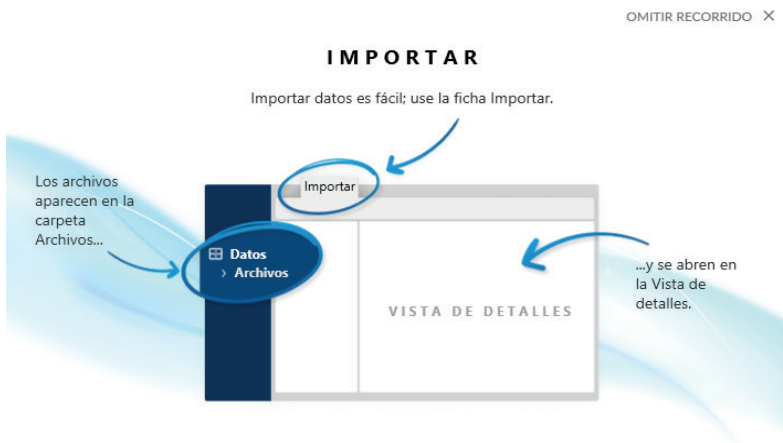 OMITIR RECORRIDO ×
IMPORTAR
Importar datos es fácil; use la ficha Importar.
Los archivos
aparecen en la
carpeta
Archivos...
Importar
Datos
› Archivos
VISTA DE DETALLES
...y se abren en
la Vista de
detalles.